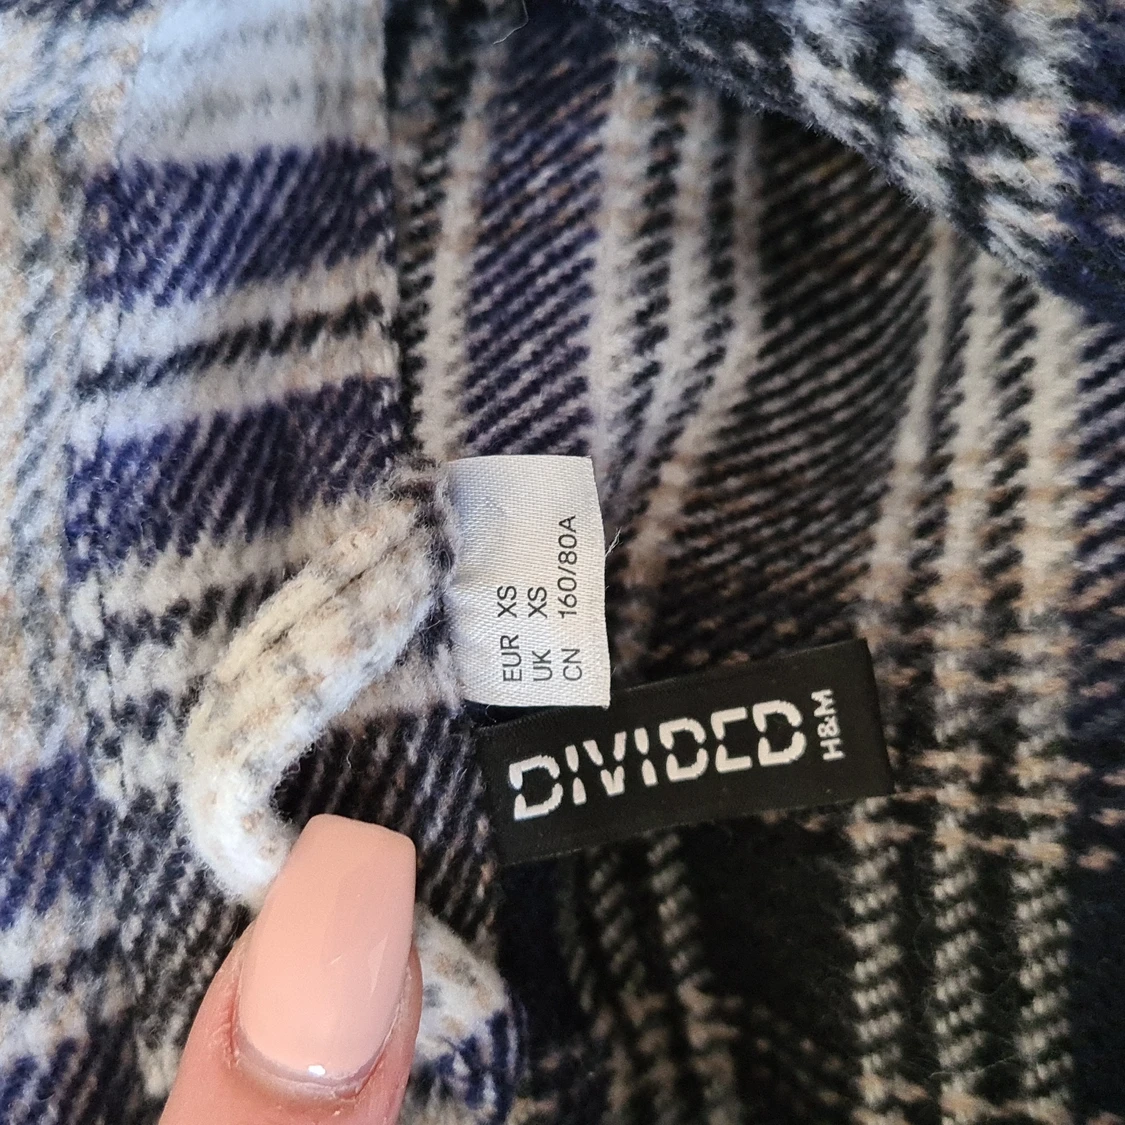 EUR XS
UK XS
CN 160/80A
DIVIDED
H&M